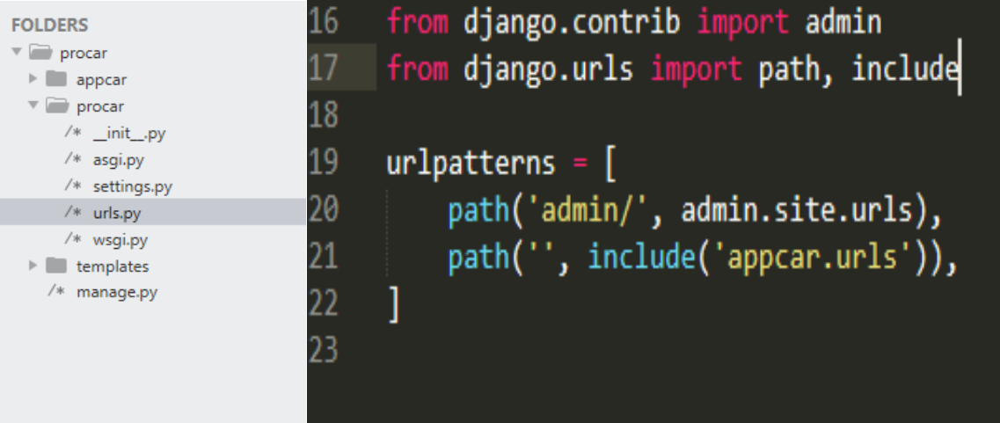 FOLDERS
procar
appcar
procar
/* __init__.py
/* asgi.py
/* settings.py
/* urls.py
/* wsgi.py
templates
/* manage.py
16 from django.contrib import admin
17 from django.urls import path, include
18
19 urlpatterns = [
20     path('admin/', admin.site.urls),
21     path('', include('appcar.urls')),
22 ]
23